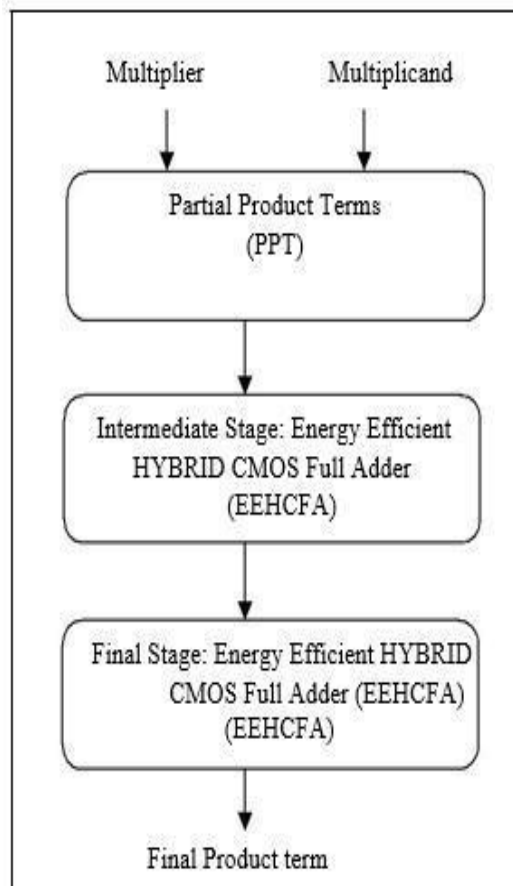 Multiplier Multiplicand
Partial Product Terms
(PPT)
Intermediate Stage: Energy Efficient
HYBRID CMOS Full Adder
(EEHCFA)
Final Stage: Energy Efficient HYBRID
CMOS Full Adder (EEHCFA)
(EEHCFA)
Final Product term